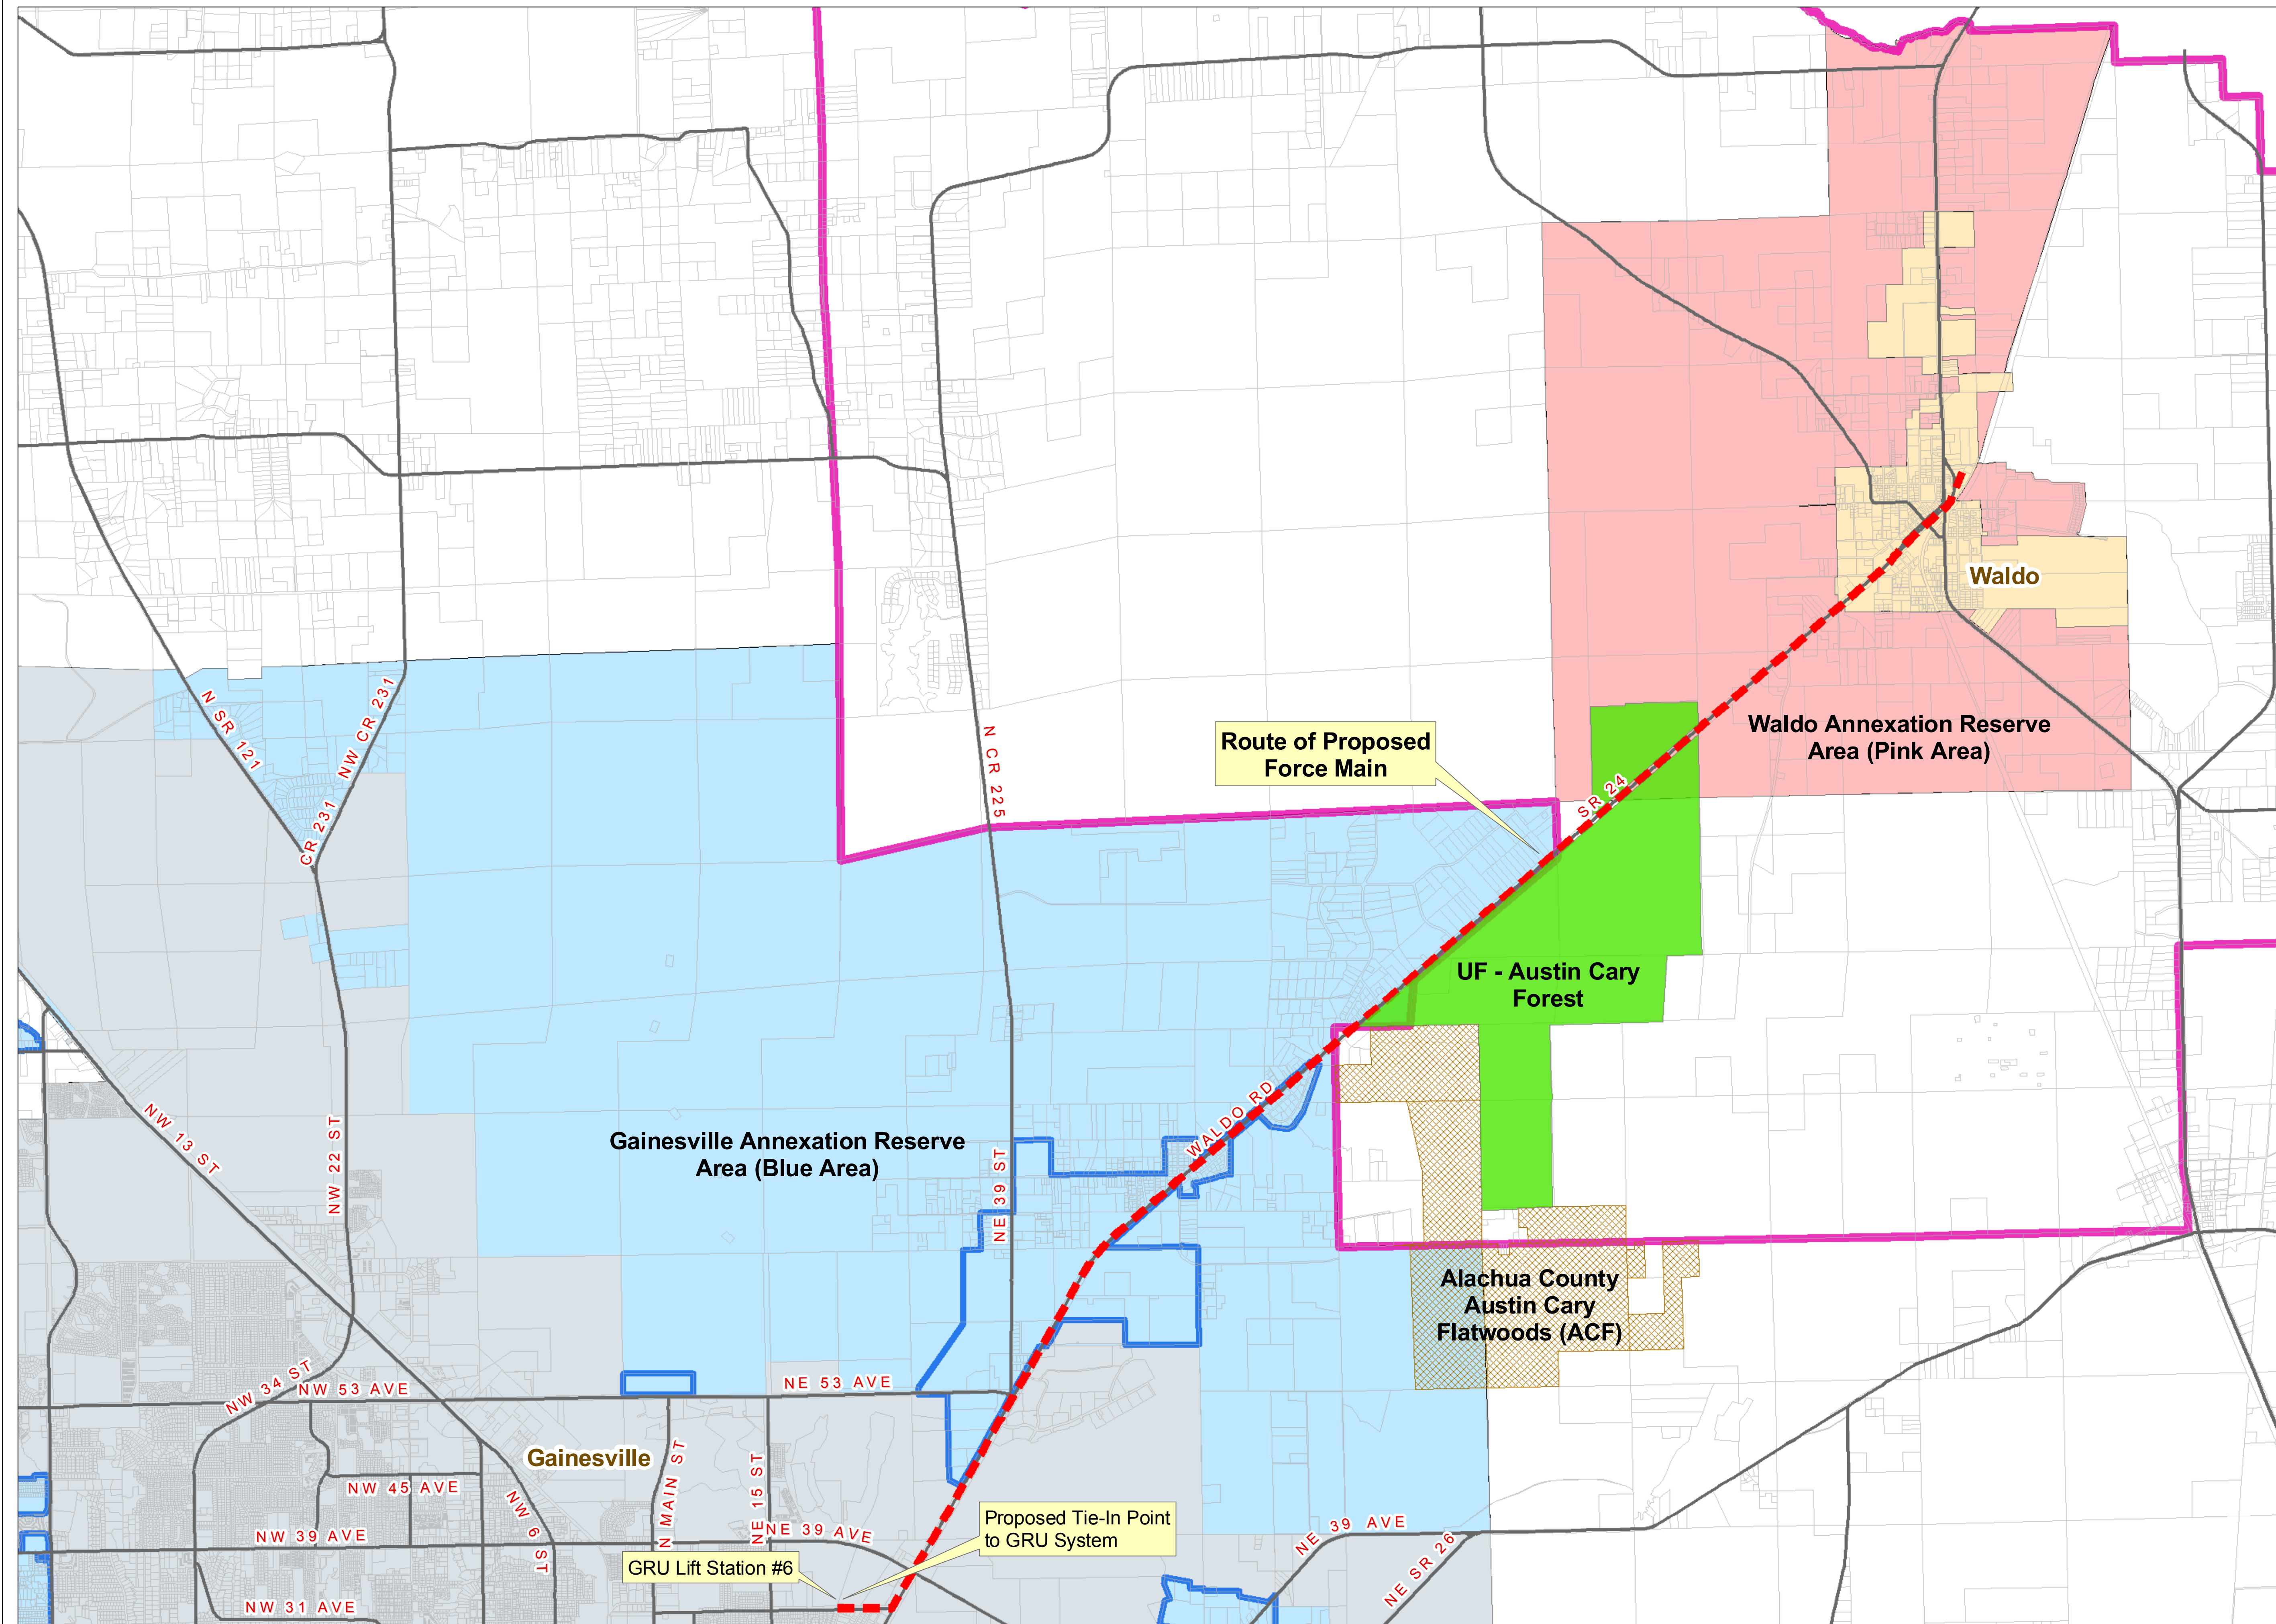 Waldo
N SR 121
NW CR 231
CR 231
N CR 225
Route of Proposed
Force Main
Waldo Annexation Reserve
Area (Pink Area)
SR 24
UF - Austin Cary
Forest
WALDO RD
NW 13 ST
NW 22 ST
Gainesville Annexation Reserve
Area (Blue Area)
NE 39 ST
Alachua County
Austin Cary
Flatwoods (ACF)
NW 34 ST
NW 53 AVE
NE 53 AVE
Gainesville
NW 45 AVE
NW 6 ST
N MAIN ST
NE 15 ST
NW 39 AVE
NE 39 AVE
Proposed Tie-In Point
to GRU System
NE 39 AVE
NE SR 26
GRU Lift Station #6
NW 31 AVE